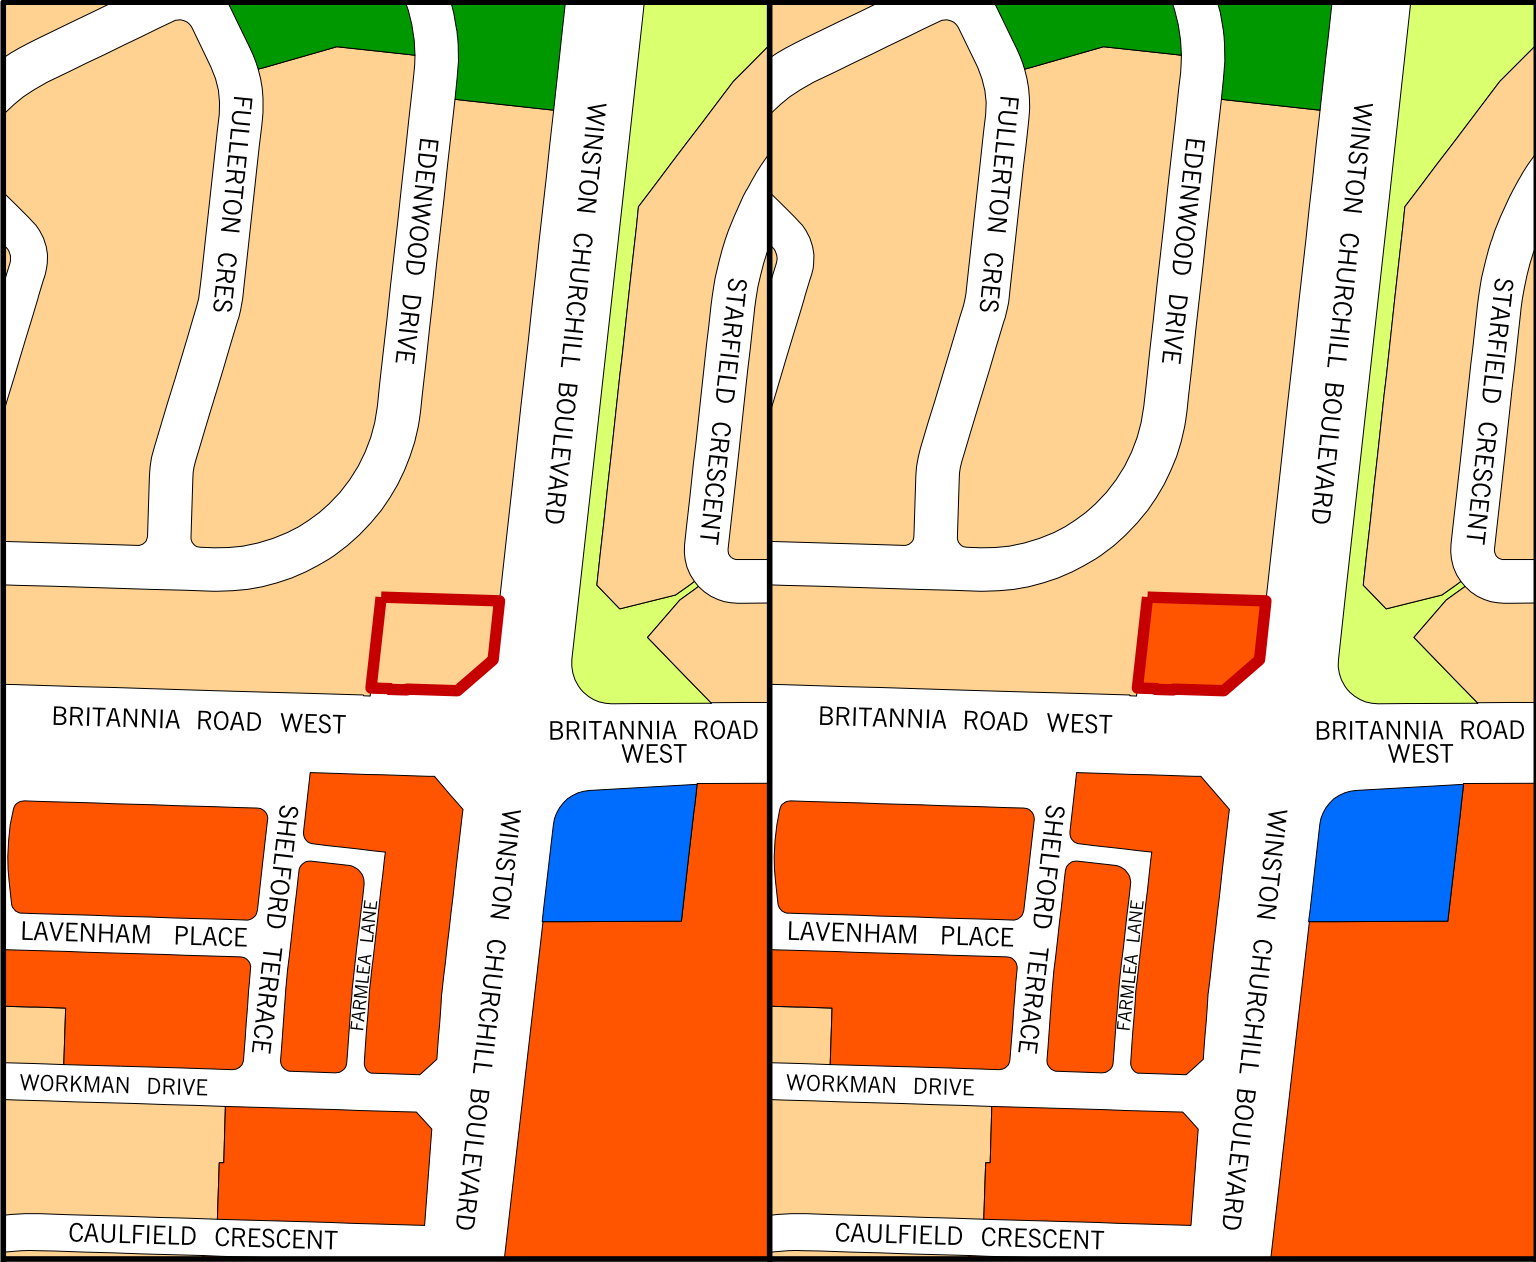 FULLERTON CRES
EDENWOOD DRIVE
WINSTON CHURCHILL BOULEVARD
STARFIELD CRESCENT
BRITANNIA ROAD WEST
BRITANNIA ROAD
WEST
SHELFORD TERRACE
LAVENHAM PLACE
FARMLEA LANE
WINSTON CHURCHILL BOULEVARD
WORKMAN DRIVE
CAULFIELD CRESCENT
FULLERTON CRES
EDENWOOD DRIVE
WINSTON CHURCHILL BOULEVARD
STARFIELD CRESCENT
BRITANNIA ROAD WEST
BRITANNIA ROAD
WEST
SHELFORD TERRACE
LAVENHAM PLACE
FARMLEA LANE
WINSTON CHURCHILL BOULEVARD
WORKMAN DRIVE
CAULFIELD CRESCENT